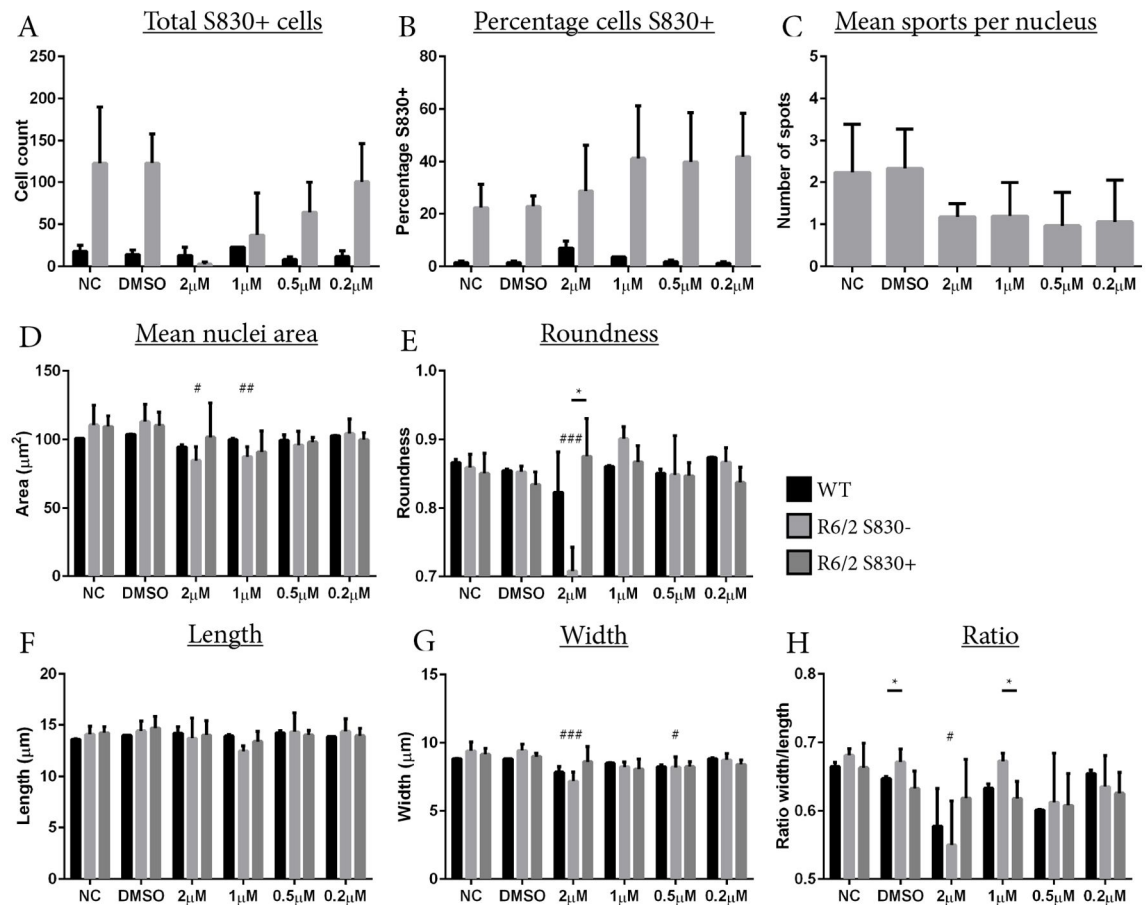 A Total S830+ cells
Cell count
250
200
150
100
50
0
NC DMSO 2μM 1μM 0.5μM 0.2μM
B Percentage cells S830+
Percentage S830+
80
60
40
20
0
NC DMSO 2μM 1μM 0.5μM 0.2μM
C Mean sports per nucleus
Number of spots
5
4
3
2
1
0
NC DMSO 2μM 1μM 0.5μM 0.2μM
D Mean nuclei area
Area (μm²)
150
100
50
0
# ##
NC DMSO 2μM 1μM 0.5μM 0.2μM
E Roundness
Roundness
1.0
0.9
0.8
0.7
*
###
NC DMSO 2μM 1μM 0.5μM 0.2μM
WT
R6/2 S830-
R6/2 S830+
F Length
Length (μm)
20
15
10
5
0
NC DMSO 2μM 1μM 0.5μM 0.2μM
G Width
Width (μm)
15
10
5
0
### #
NC DMSO 2μM 1μM 0.5μM 0.2μM
H Ratio
Ratio width/length
0.8
0.7
0.6
0.5
* *
#
NC DMSO 2μM 1μM 0.5μM 0.2μM